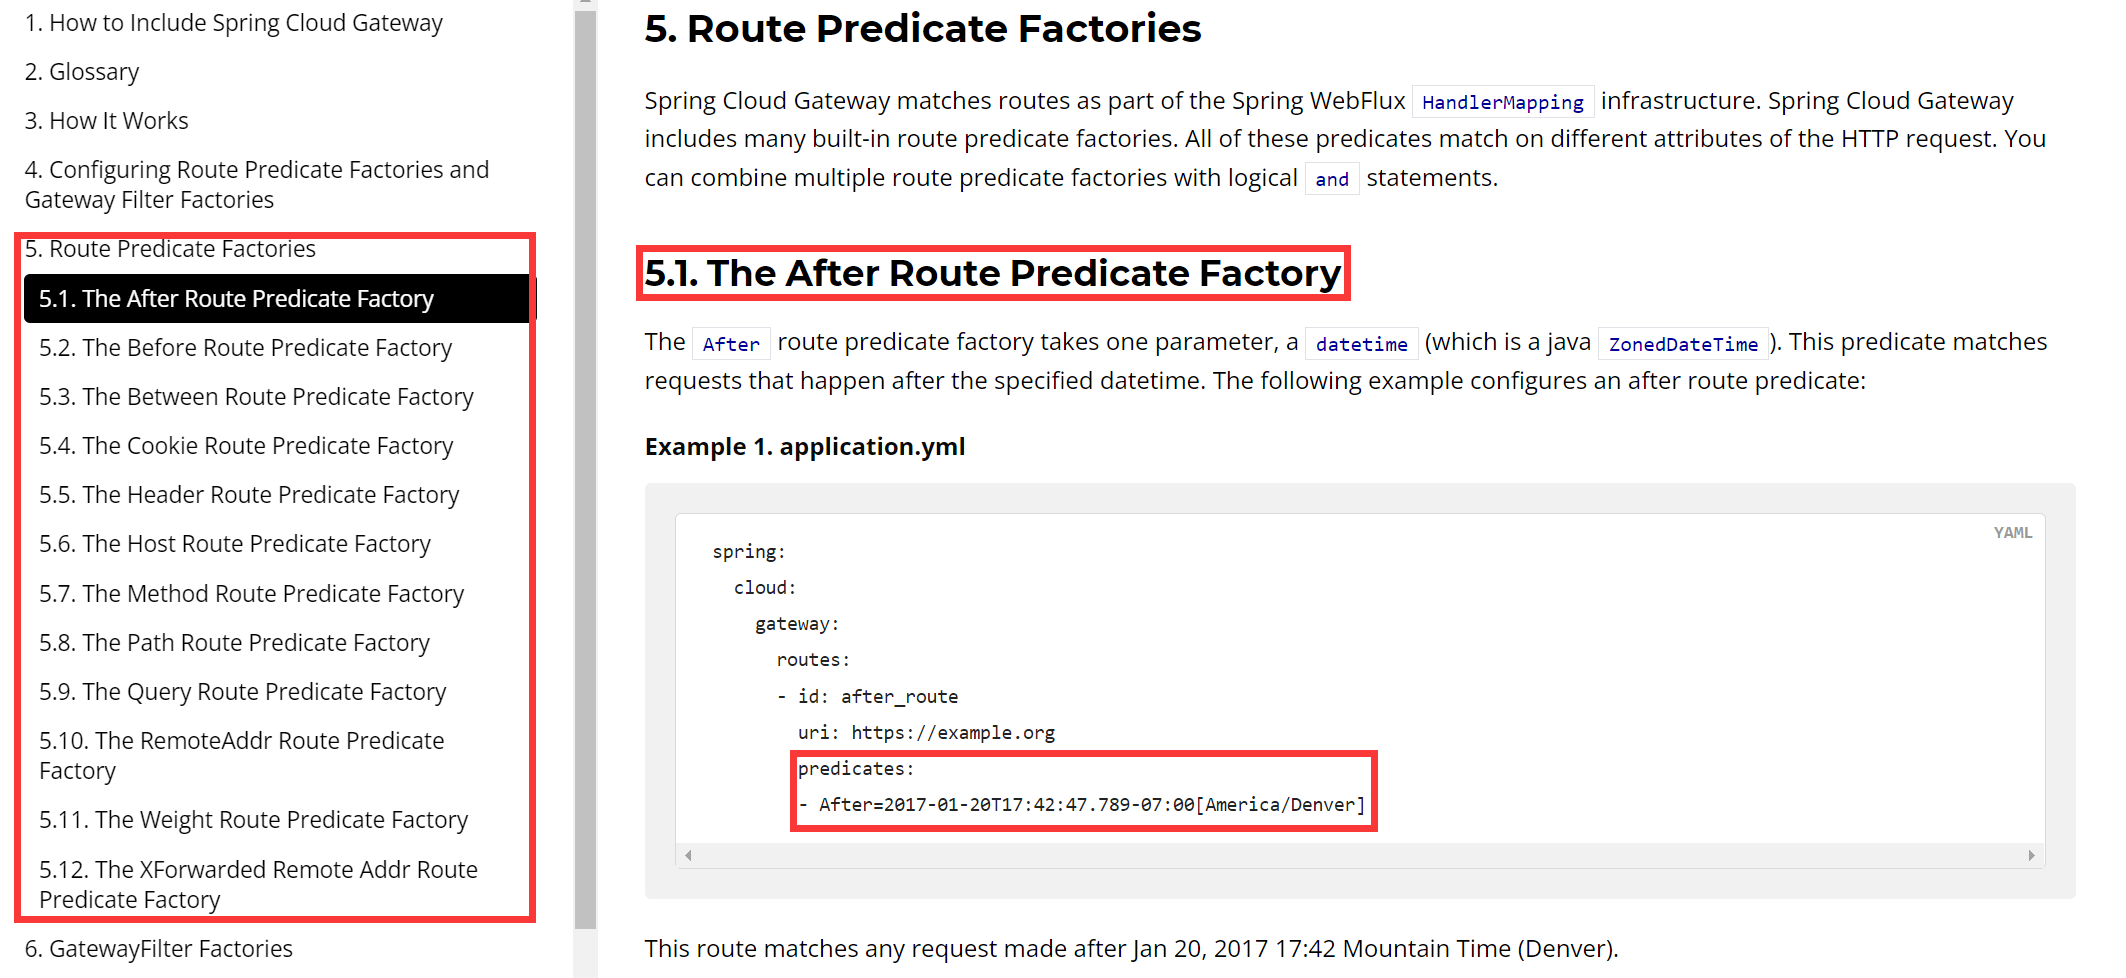 1. How to Include Spring Cloud Gateway
2. Glossary
3. How It Works
4. Configuring Route Predicate Factories and
Gateway Filter Factories
5. Route Predicate Factories
5.1. The After Route Predicate Factory
5.2. The Before Route Predicate Factory
5.3. The Between Route Predicate Factory
5.4. The Cookie Route Predicate Factory
5.5. The Header Route Predicate Factory
5.6. The Host Route Predicate Factory
5.7. The Method Route Predicate Factory
5.8. The Path Route Predicate Factory
5.9. The Query Route Predicate Factory
5.10. The RemoteAddr Route Predicate
Factory
5.11. The Weight Route Predicate Factory
5.12. The XForwarded Remote Addr Route
Predicate Factory
6. GatewayFilter Factories
5. Route Predicate Factories
Spring Cloud Gateway matches routes as part of the Spring WebFlux HandlerMapping infrastructure. Spring Cloud Gateway
includes many built-in route predicate factories. All of these predicates match on different attributes of the HTTP request. You
can combine multiple route predicate factories with logical and statements.
5.1. The After Route Predicate Factory
The After route predicate factory takes one parameter, a datetime (which is a java ZonedDateTime). This predicate matches
requests that happen after the specified datetime. The following example configures an after route predicate:
Example 1. application.yml
YAML
spring:
  cloud:
    gateway:
      routes:
      - id: after_route
        uri: https://example.org
        predicates:
        - After=2017-01-20T17:42:47.789-07:00[America/Denver]
This route matches any request made after Jan 20, 2017 17:42 Mountain Time (Denver).